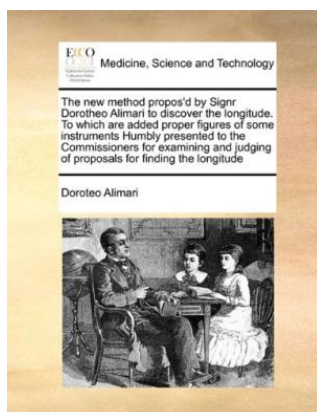 ECCO
Medicine, Science and Technology
The new method propos'd by Signr
Dorotheo Alimari to discover the longitude.
To which are added proper figures of some
instruments Humbly presented to the
Commissioners for examining and judging
of proposals for finding the longitude
Doroteo Alimari